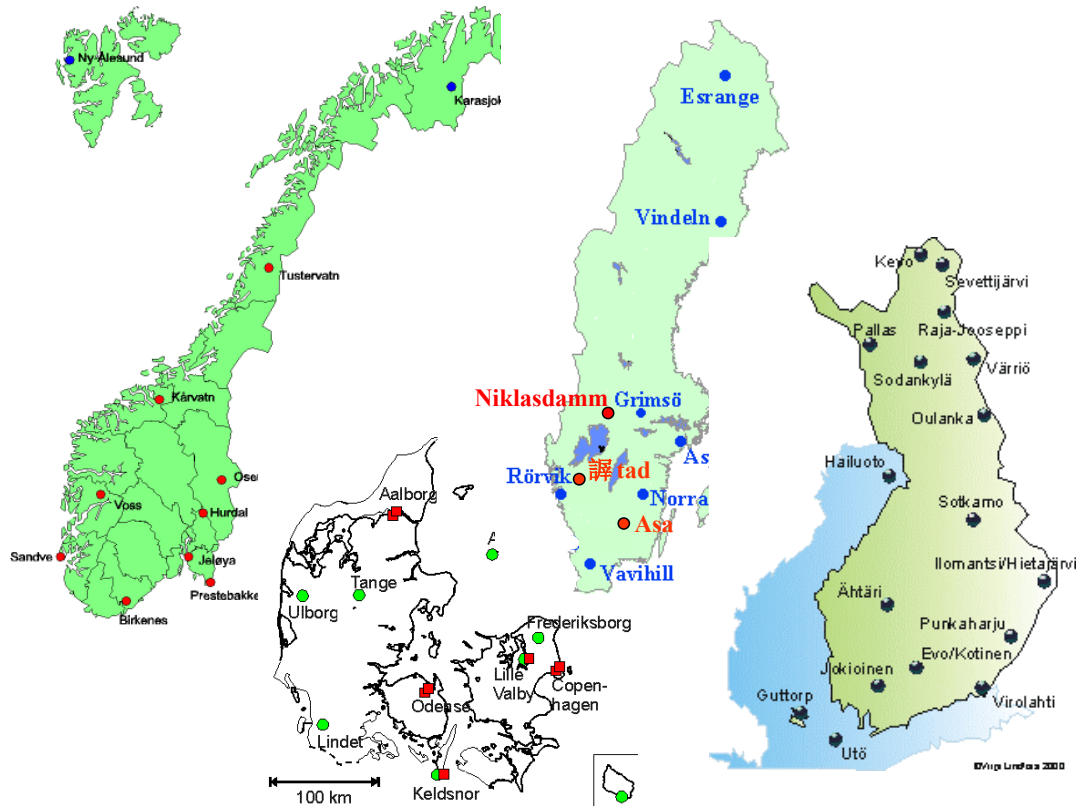 Ny-Ålesund
Karasjok
Tustervatn
Kårvatn
Osen
Voss
Hurdal
Sandve
Jeløya
Prestebakke
Birkenes
Esrange
Vindeln
Niklasdamm
Grimsö
As
Rörvik
tad
Norra
Asa
Vavihill
Aalborg
A
Tange
Ulborg
Frederiksborg
Lille
Valby
Copen-
hagen
Odense
Lindet
Keldsnor
100 km
Kevo
Sevettijärvi
Pallas
Raja-Jooseppi
Sodankylä
Värriö
Oulanka
Hailuoto
Sotkamo
Ilomantsi/Hietajärvi
Ähtäri
Punkaharju
Evo/Kotinen
Jokioinen
Guttorp
Virolahti
Utö